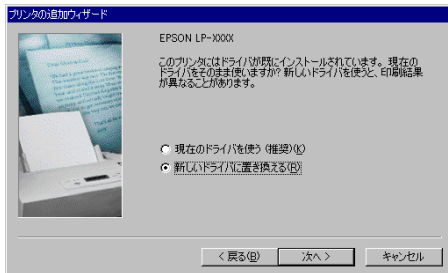 プリンタの追加ウィザード
EPSON LP-XXXX
このプリンタにはドライバが既にインストールされています。現在の
ドライバをそのまま使いますか? 新しいドライバを使うと、印刷結果
が異なることがあります。
現在のドライバを使う (推奨)(K)
新しいドライバに置き換える(R)
< 戻る(B)
次へ >
キャンセル